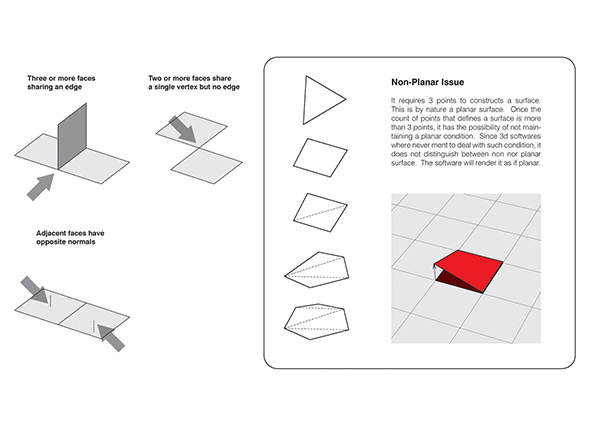 Three or more faces
sharing an edge
Two or more faces share
a single vertex but no edge
Adjacent faces have
opposite normals
Non-Planar Issue
It requires 3 points to constructs a surface.
This is by nature a planar surface. Once the
count of points that defines a surface is more
than 3 points, it has the possibility of not main-
taining a planar condition. Since 3d softwares
where never ment to deal with such condition, it
does not distinguish between non nor planar
surface. The software will render it as if planar.